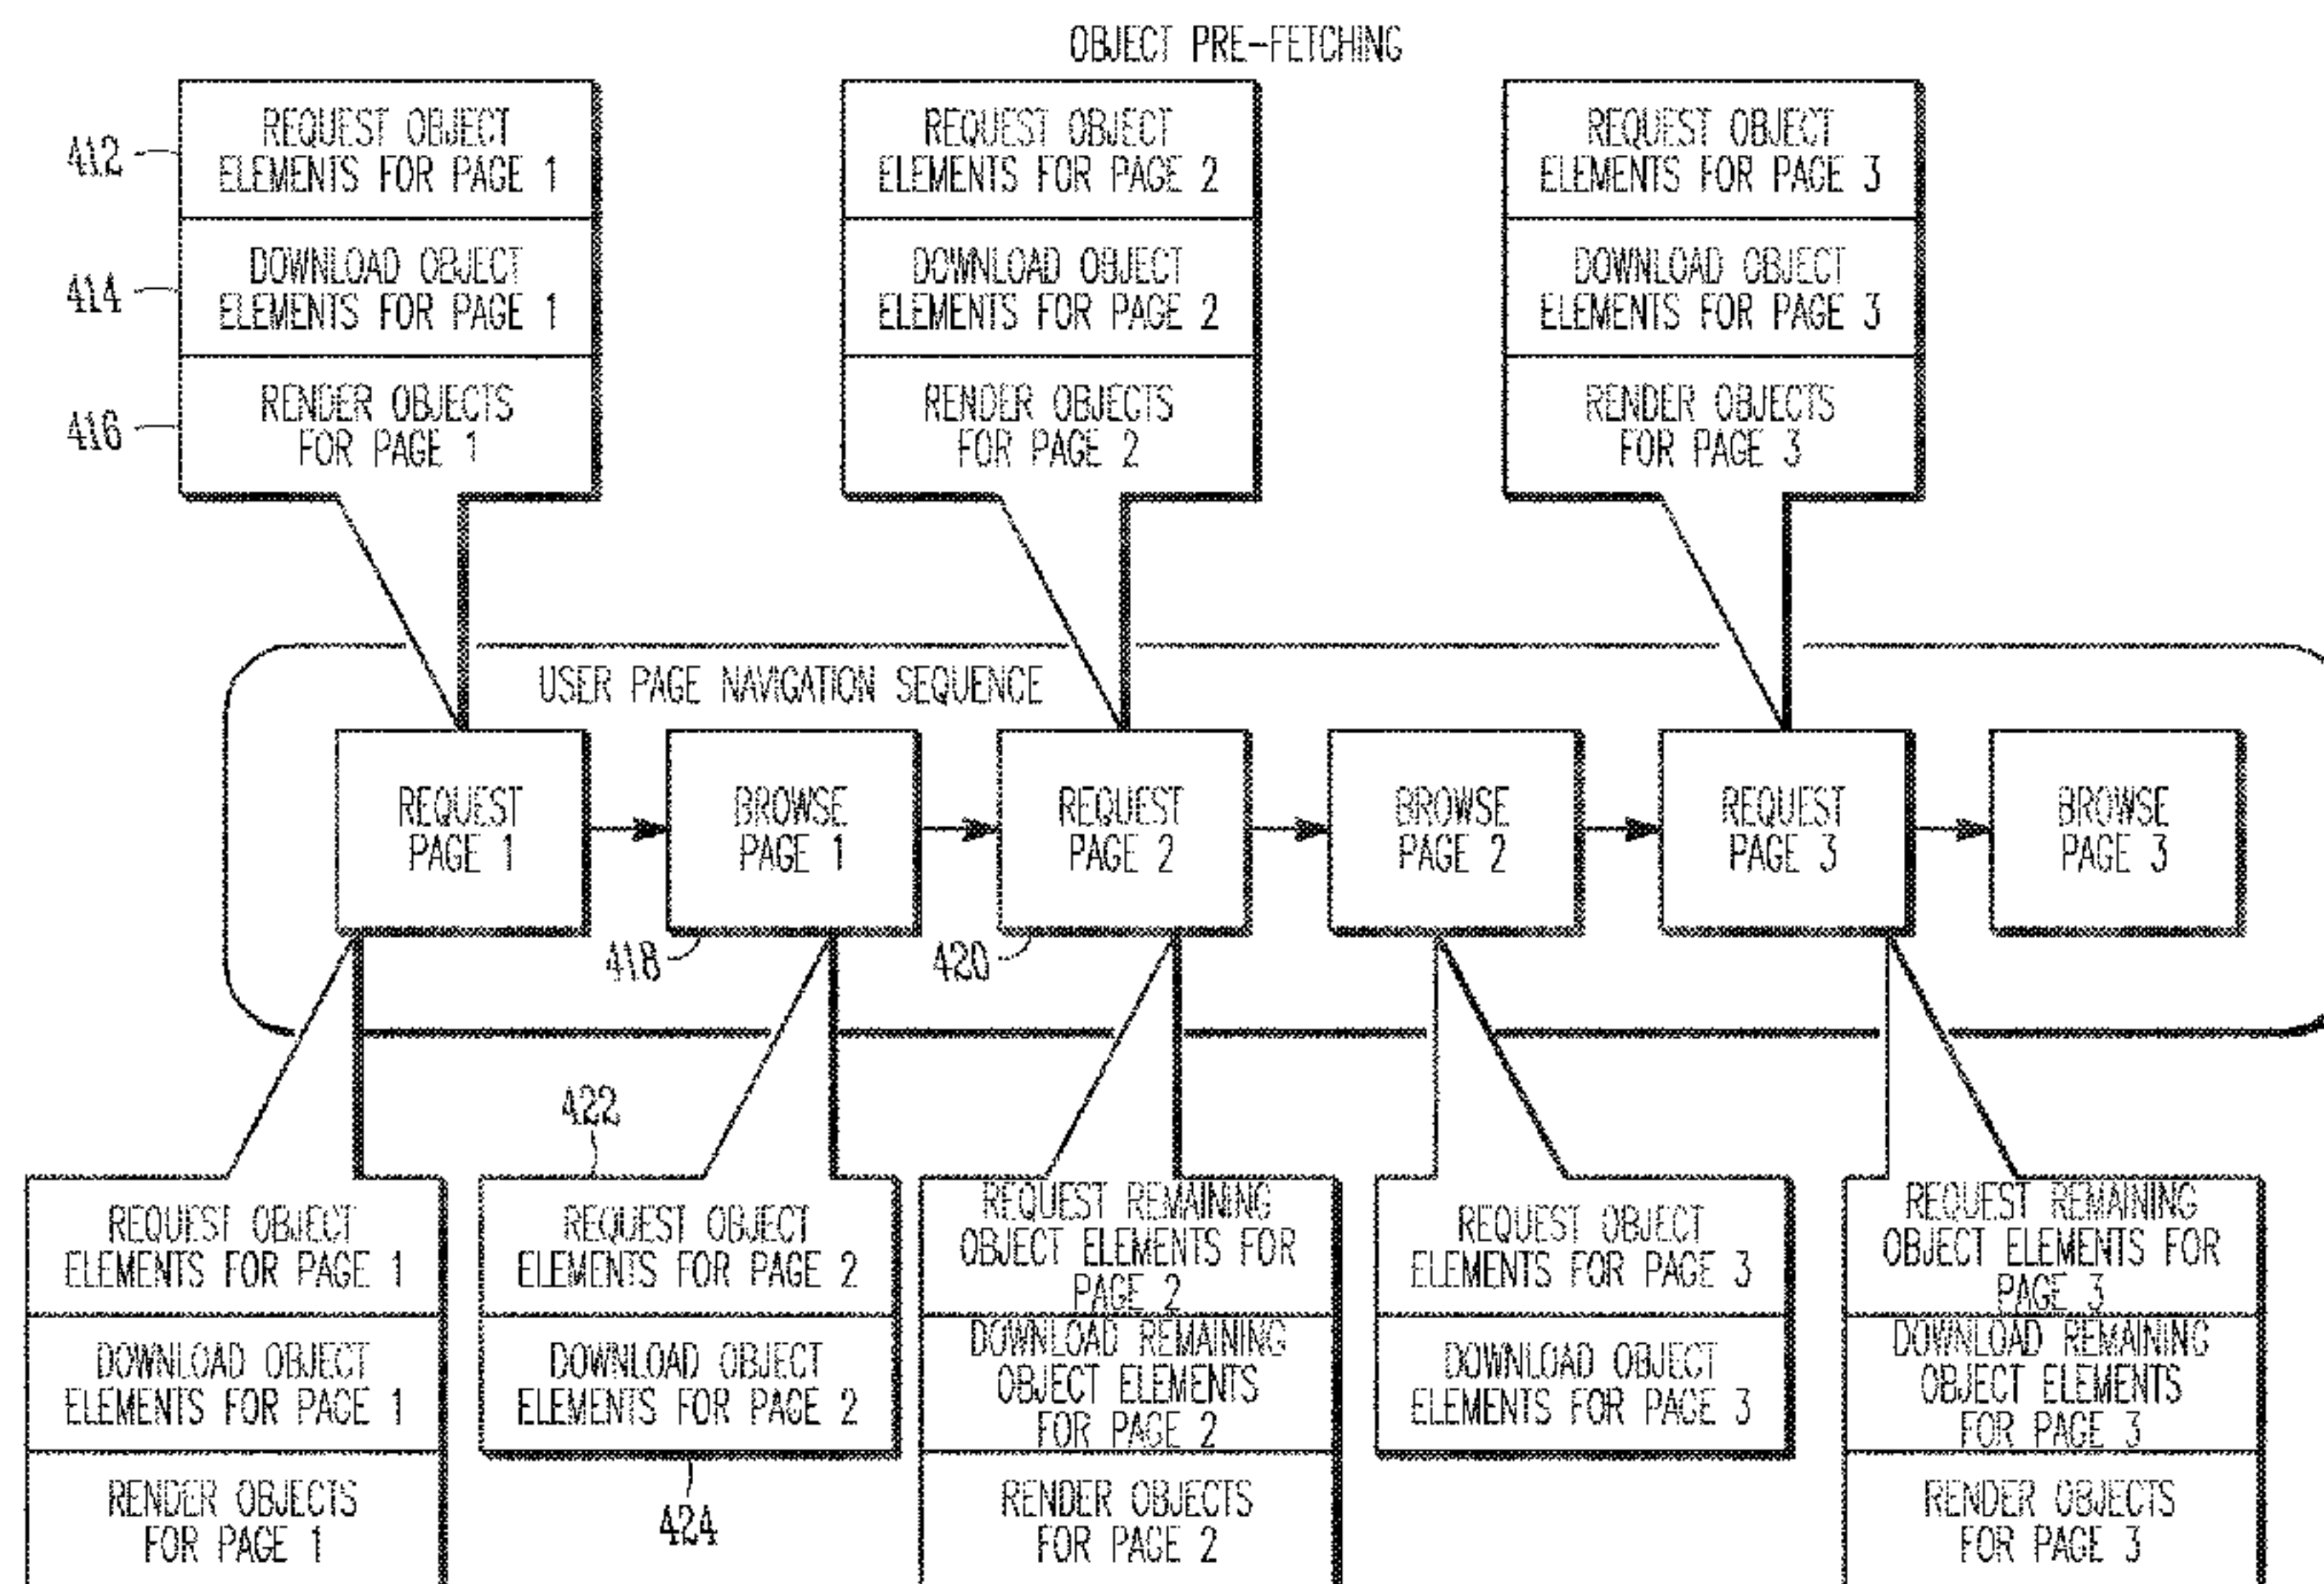 OBJECT PRE-FETCHING
412
REQUEST OBJECT
ELEMENTS FOR PAGE 1
414
DOWNLOAD OBJECT
ELEMENTS FOR PAGE 1
416
RENDER OBJECTS
FOR PAGE 1
REQUEST OBJECT
ELEMENTS FOR PAGE 2
DOWNLOAD OBJECT
ELEMENTS FOR PAGE 2
RENDER OBJECTS
FOR PAGE 2
REQUEST OBJECT
ELEMENTS FOR PAGE 3
DOWNLOAD OBJECT
ELEMENTS FOR PAGE 3
RENDER OBJECTS
FOR PAGE 3
USER PAGE NAVIGATION SEQUENCE
REQUEST
PAGE 1
BROWSE
PAGE 1
REQUEST
PAGE 2
BROWSE
PAGE 2
REQUEST
PAGE 3
BROWSE
PAGE 3
418
420
422
REQUEST OBJECT
ELEMENTS FOR PAGE 1
DOWNLOAD OBJECT
ELEMENTS FOR PAGE 1
RENDER OBJECTS
FOR PAGE 1
REQUEST OBJECT
ELEMENTS FOR PAGE 2
DOWNLOAD OBJECT
ELEMENTS FOR PAGE 2
424
REQUEST REMAINING
OBJECT ELEMENTS FOR
PAGE 2
DOWNLOAD REMAINING
OBJECT ELEMENTS
FOR PAGE 2
RENDER OBJECTS
FOR PAGE 2
REQUEST OBJECT
ELEMENTS FOR PAGE 3
DOWNLOAD OBJECT
ELEMENTS FOR PAGE 3
REQUEST REMAINING
OBJECT ELEMENTS FOR
PAGE 3
DOWNLOAD REMAINING
OBJECT ELEMENTS
FOR PAGE 3
RENDER OBJECTS
FOR PAGE 3